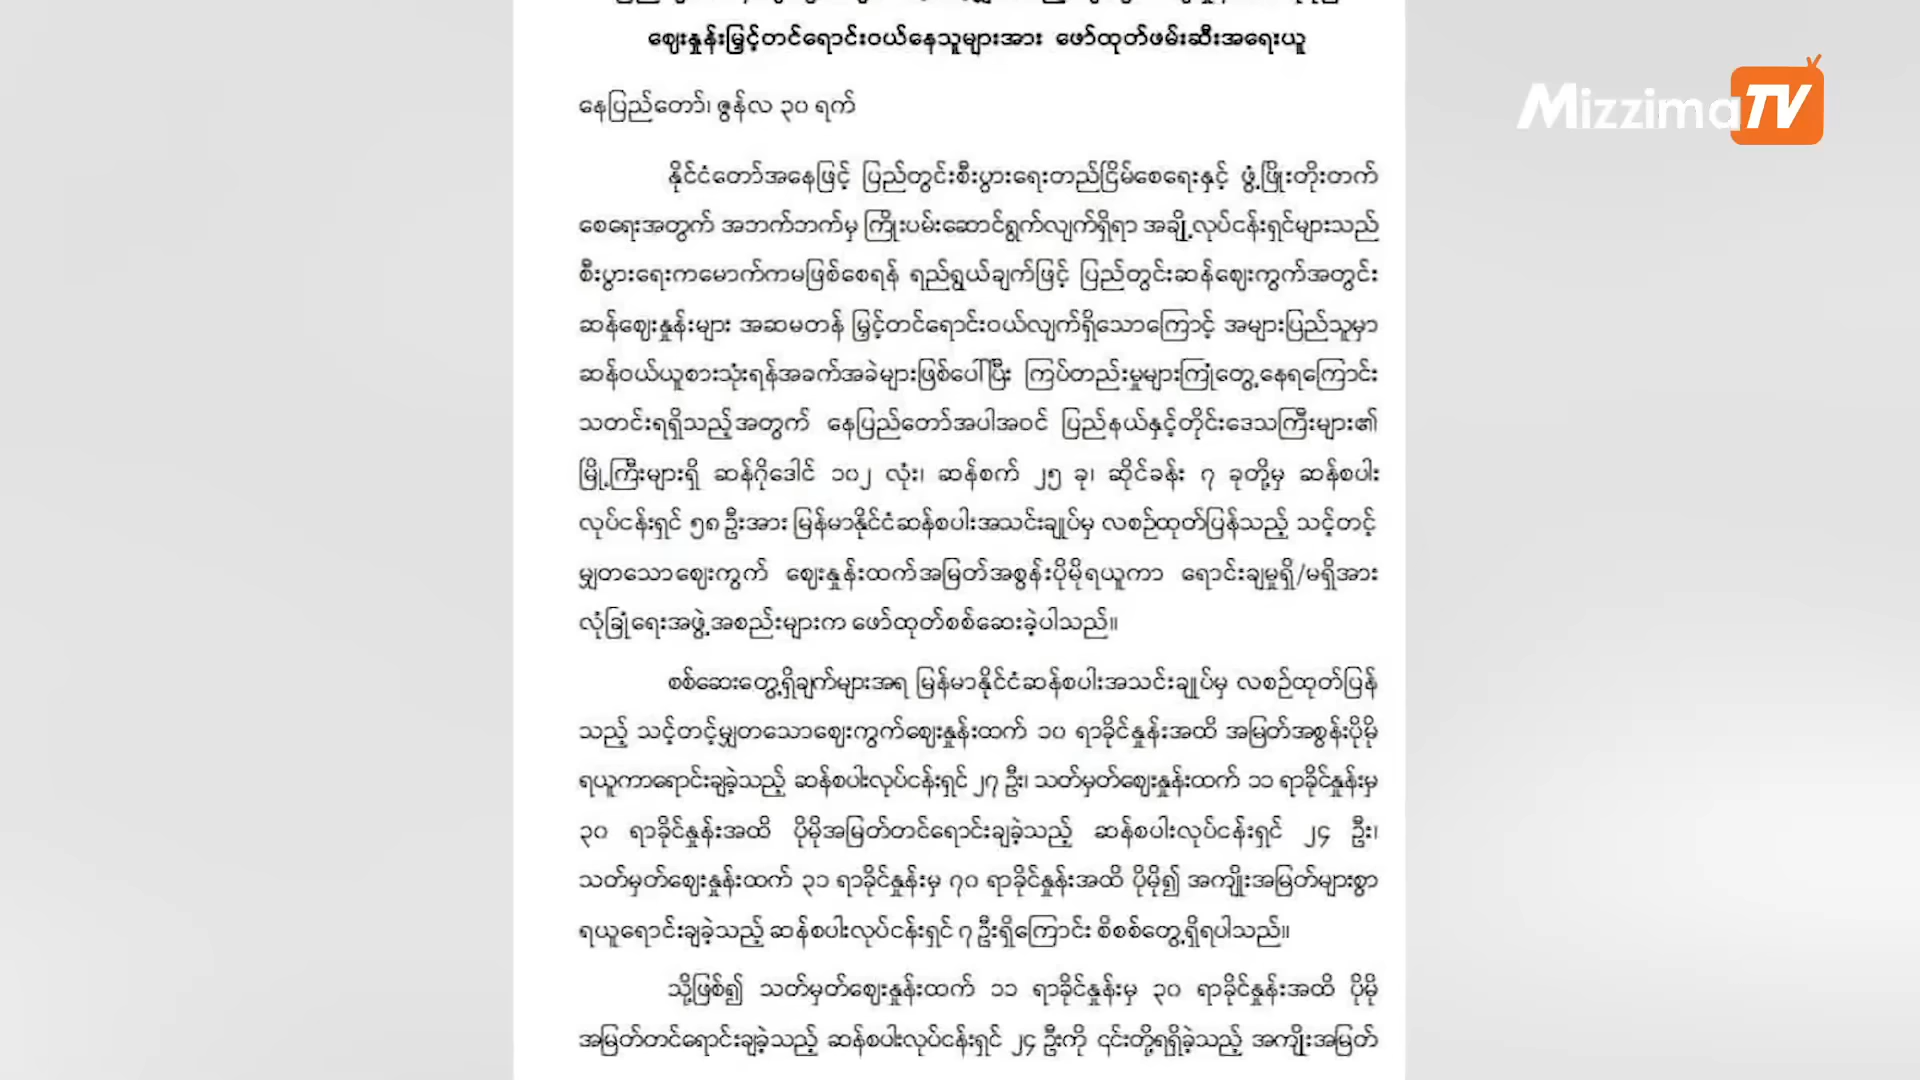 ဈေးနှုန်းမြှင့်တင်ရောင်းဝယ်နေသူများအား ဖော်ထုတ်ဖမ်းဆီးအရေးယူ
နေပြည်တော်၊ ဇွန်လ ၃၀ ရက်
နိုင်ငံတော်အနေဖြင့် ပြည်တွင်းစီးပွားရေးတည်ငြိမ်စေရေးနှင့် ဖွံ့ဖြိုးတိုးတက်
စေရေးအတွက် အဘက်ဘက်မှ ကြိုးပမ်းဆောင်ရွက်လျက်ရှိရာ အချို့လုပ်ငန်းရှင်များသည်
စီးပွားရေးကမောက်ကမဖြစ်စေရန် ရည်ရွယ်ချက်ဖြင့် ပြည်တွင်းဆန်ဈေးကွက်အတွင်း
ဆန်ဈေးနှုန်းများ အဆမတန် မြှင့်တင်ရောင်းဝယ်လျက်ရှိသောကြောင့် အများပြည်သူမှာ
ဆန်ဝယ်ယူစားသုံးရန်အခက်အခဲများဖြစ်ပေါ်ပြီး ကြပ်တည်းမှုများကြုံတွေ့နေရကြောင်း
သတင်းရရှိသည့်အတွက် နေပြည်တော်အပါအဝင် ပြည်နယ်နှင့်တိုင်းဒေသကြီးများ၏
မြို့ကြီးများရှိ ဆန်ဂိုဒေါင် ၁၀၂ လုံး၊ ဆန်စက် ၂၅ ခု၊ ဆိုင်ခန်း ၇ ခုတို့မှ ဆန်စပါး
လုပ်ငန်းရှင် ၅၈ ဦးအား မြန်မာနိုင်ငံဆန်စပါးအသင်းချုပ်မှ လစဉ်ထုတ်ပြန်သည့် သင့်တင့်
မျှတသောဈေးကွက် ဈေးနှုန်းထက်အမြတ်အစွန်းပိုမိုရယူကာ ရောင်းချမှုရှိ/မရှိအား
လုံခြုံရေးအဖွဲ့အစည်းများက ဖော်ထုတ်စစ်ဆေးခဲ့ပါသည်။
စစ်ဆေးတွေ့ရှိချက်များအရ မြန်မာနိုင်ငံဆန်စပါးအသင်းချုပ်မှ လစဉ်ထုတ်ပြန်
သည့် သင့်တင့်မျှတသောဈေးကွက်ဈေးနှုန်းထက် ၁၀ ရာခိုင်နှုန်းအထိ အမြတ်အစွန်းပိုမို
ရယူကာရောင်းချခဲ့သည့် ဆန်စပါးလုပ်ငန်းရှင် ၂၇ ဦး၊ သတ်မှတ်ဈေးနှုန်းထက် ၁၁ ရာခိုင်နှုန်းမှ
၃၀ ရာခိုင်နှုန်းအထိ ပိုမိုအမြတ်တင်ရောင်းချခဲ့သည့် ဆန်စပါးလုပ်ငန်းရှင် ၂၄ ဦး၊
သတ်မှတ်ဈေးနှုန်းထက် ၃၁ ရာခိုင်နှုန်းမှ ၇၀ ရာခိုင်နှုန်းအထိ ပိုမို၍ အကျိုးအမြတ်များစွာ
ရယူရောင်းချခဲ့သည့် ဆန်စပါးလုပ်ငန်းရှင် ၇ ဦးရှိကြောင်း စိစစ်တွေ့ရှိရပါသည်။
သို့ဖြစ်၍ သတ်မှတ်ဈေးနှုန်းထက် ၁၁ ရာခိုင်နှုန်းမှ ၃၀ ရာခိုင်နှုန်းအထိ ပိုမို
အမြတ်တင်ရောင်းချခဲ့သည့် ဆန်စပါးလုပ်ငန်းရှင် ၂၄ ဦးကို ၎င်းတို့ရရှိခဲ့သည့် အကျိုးအမြတ်
Mizzima TV